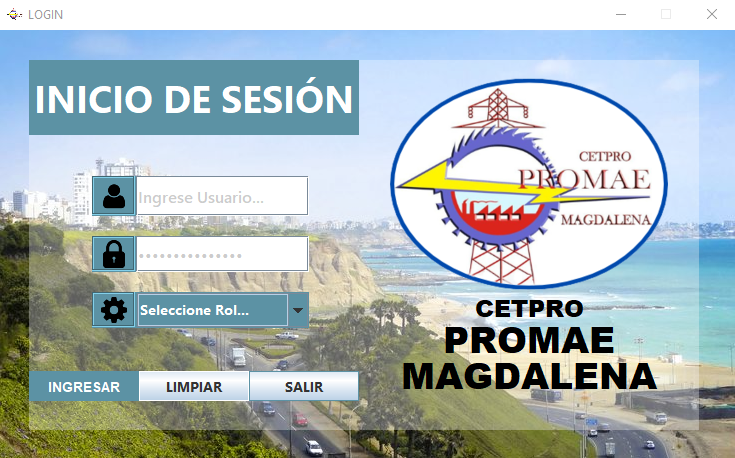 LOGIN
INICIO DE SESIÓN
Ingrese Usuario...
Seleccione Rol...
INGRESAR
LIMPIAR
SALIR
CETPRO
PROMAE
MAGDALENA
CETPRO
PROMAE
MAGDALENA